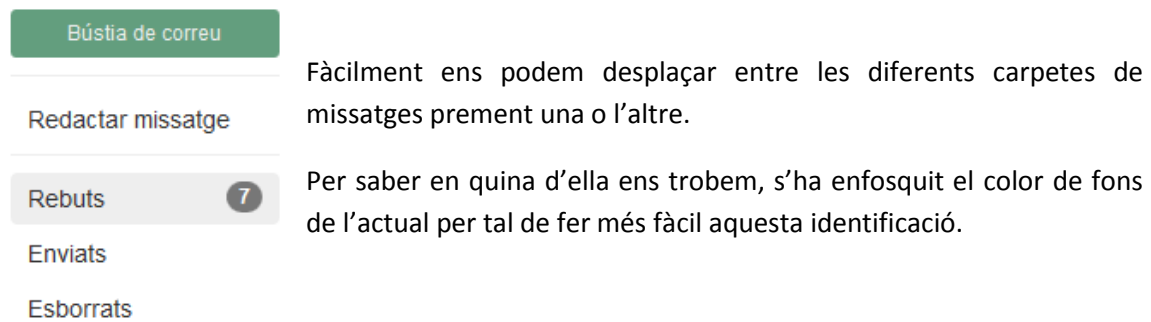 Bústia de correu
Redactar missatge
Rebuts 7
Enviats
Esborrats
Fàcilment ens podem desplaçar entre les diferents carpetes de
missatges prement una o l’altre.
Per saber en quina d’ella ens trobem, s’ha enfosquit el color de fons
de l’actual per tal de fer més fàcil aquesta identificació.